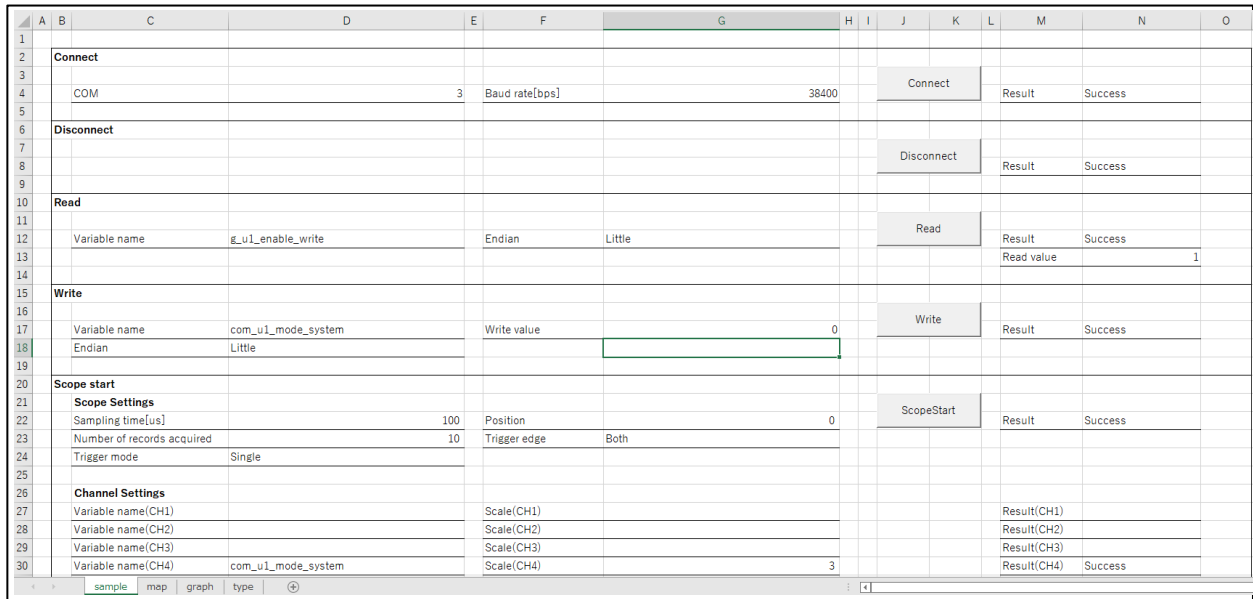 A B C D E F G H I J K L M N O
1
2 Connect
3 Connect
4 COM 3 Baud rate[bps] 38400 Result Success
5
6 Disconnect
7 Disconnect
8 Result Success
9
10 Read
11 Read
12 Variable name g_u1_enable_write Endian Little Result Success
13 Read value 1
14
15 Write
16 Write
17 Variable name com_u1_mode_system Write value 0 Result Success
18 Endian Little
19
20 Scope start
21 Scope Settings ScopeStart
22 Sampling time[us] 100 Position 0 Result Success
23 Number of records acquired 10 Trigger edge Both
24 Trigger mode Single
25
26 Channel Settings
27 Variable name(CH1) Scale(CH1) Result(CH1)
28 Variable name(CH2) Scale(CH2) Result(CH2)
29 Variable name(CH3) Scale(CH3) Result(CH3)
30 Variable name(CH4) com_u1_mode_system Scale(CH4) 3 Result(CH4) Success
sample map graph type